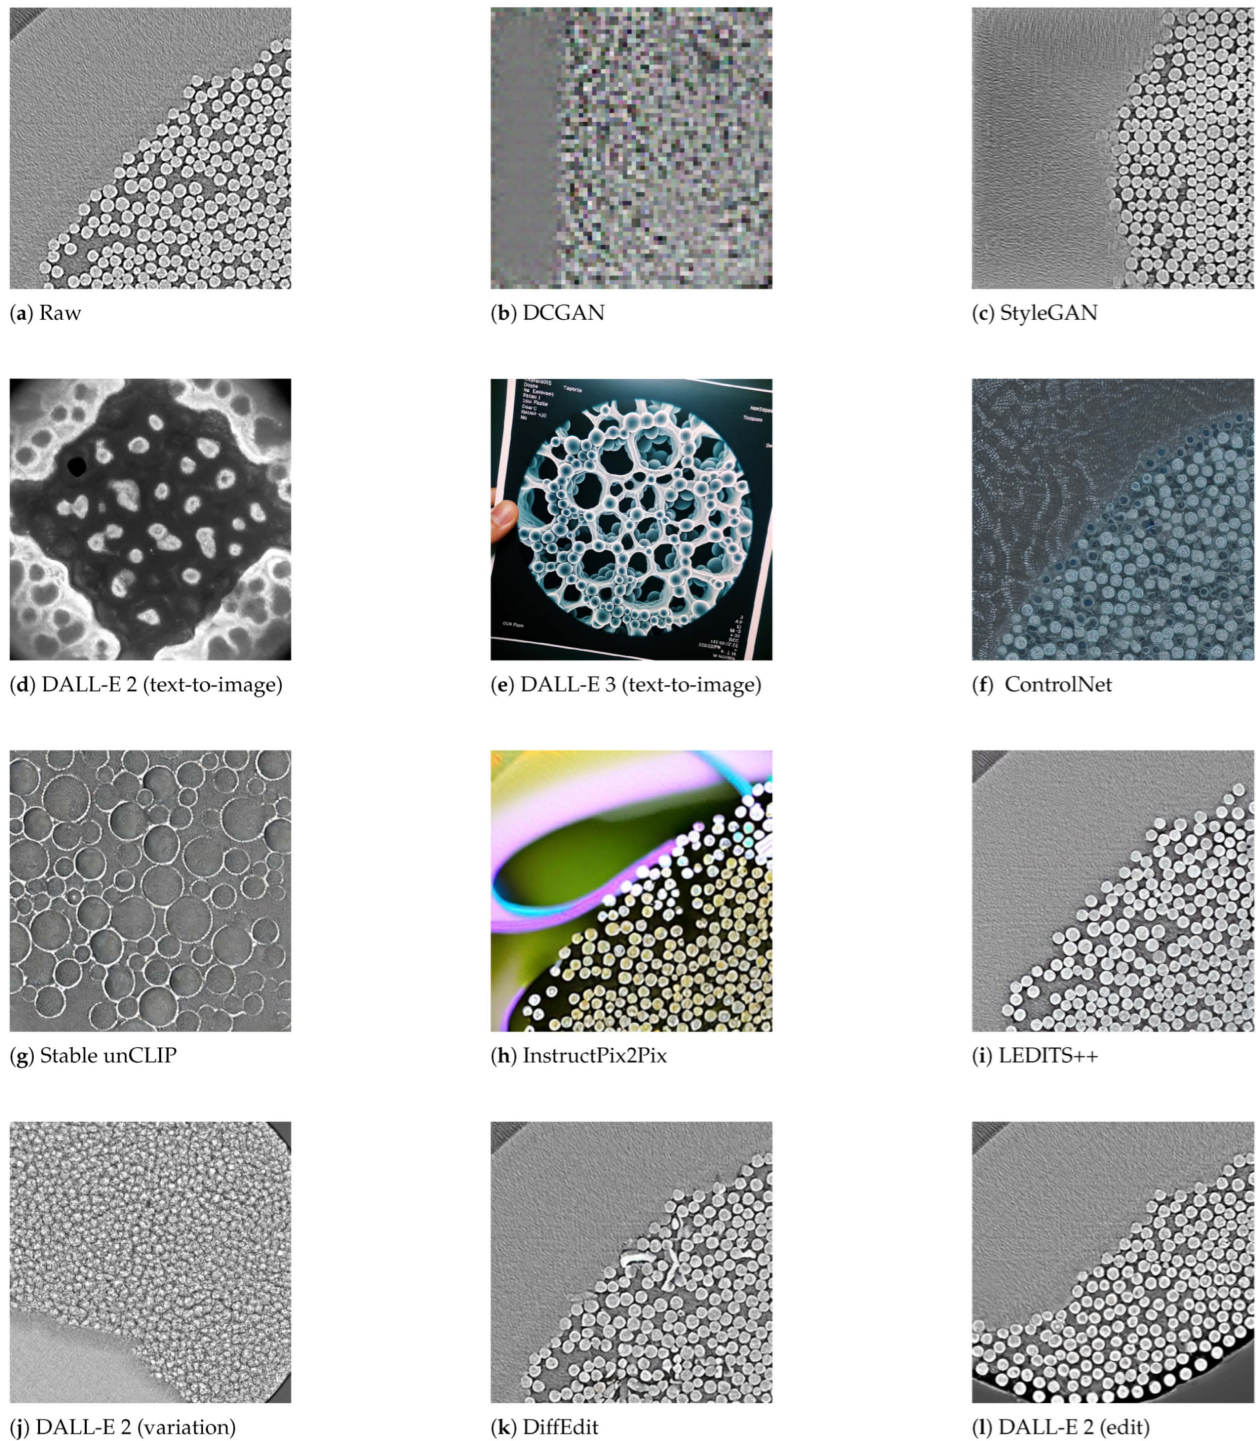 (a) Raw
(b) DCGAN
(c) StyleGAN
(d) DALL-E 2 (text-to-image)
(e) DALL-E 3 (text-to-image)
(f) ControlNet
(g) Stable unCLIP
(h) InstructPix2Pix
(i) LEDITS++
(j) DALL-E 2 (variation)
(k) DiffEdit
(l) DALL-E 2 (edit)